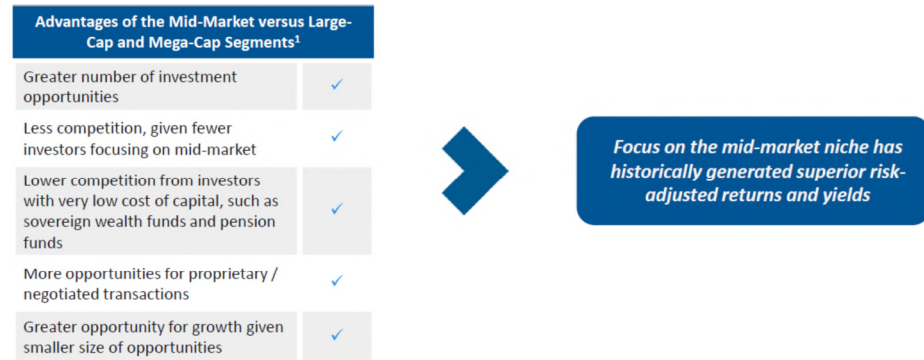 Advantages of the Mid-Market versus Large-
Cap and Mega-Cap Segments¹
Greater number of investment
opportunities
✓
Less competition, given fewer
investors focusing on mid-market
✓
Lower competition from investors
with very low cost of capital, such as
sovereign wealth funds and pension
funds
✓
More opportunities for proprietary /
negotiated transactions
✓
Greater opportunity for growth given
smaller size of opportunities
✓
Focus on the mid-market niche has
historically generated superior risk-
adjusted returns and yields